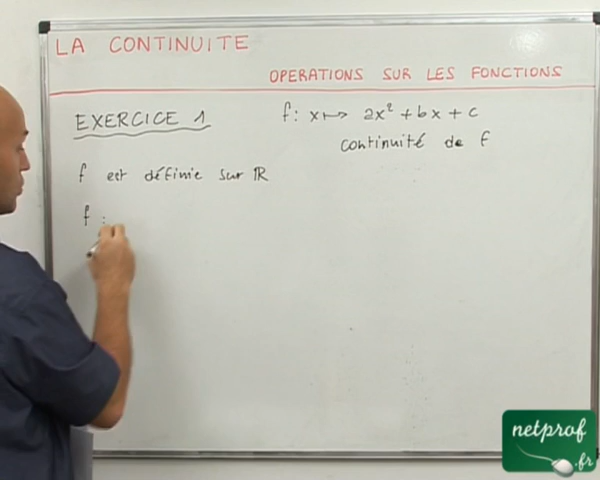 LA CONTINUITE
OPERATIONS SUR LES FONCTIONS
EXERCICE 1
f: x ↦ 2x² + bx + c
continuité de f
f est définie sur ℝ
f :
netprof
.fr